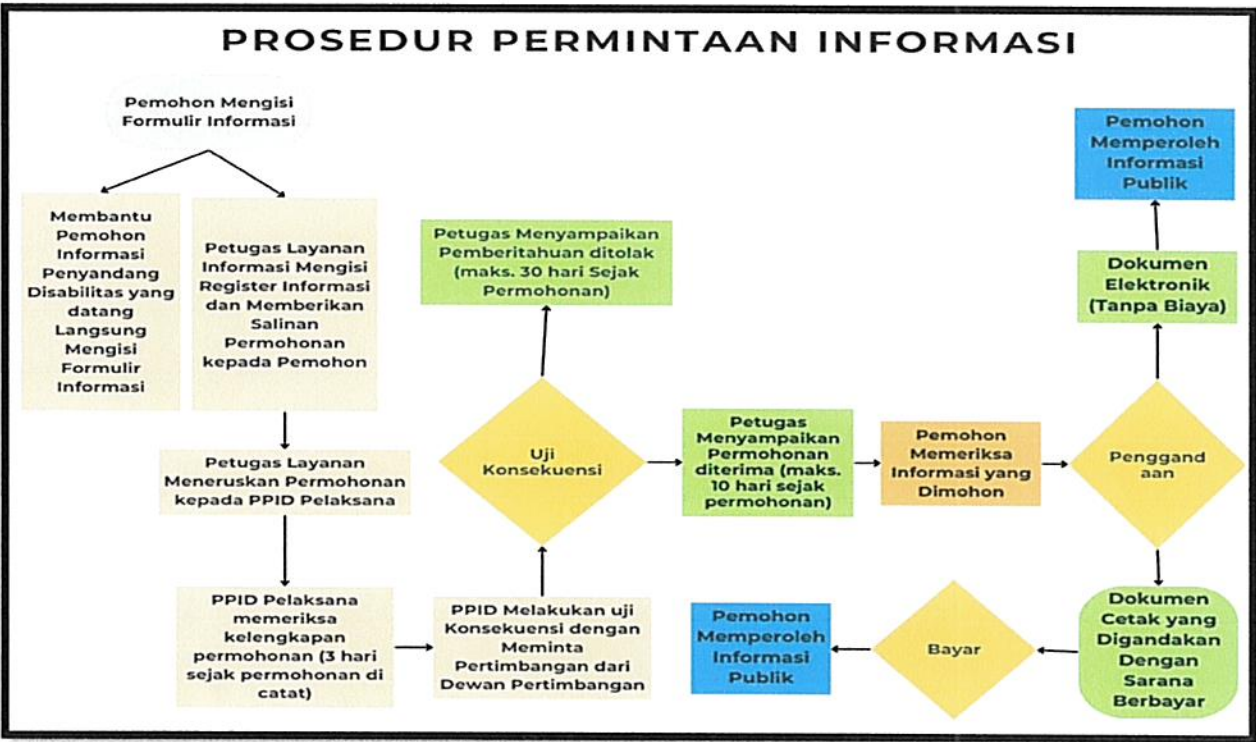 PROSEDUR PERMINTAAN INFORMASI
Pemohon Mengisi
Formulir Informasi
Membantu
Pemohon
Informasi
Penyandang
Disabilitas yang
datang
Langsung
Mengisi
Formulir
Informasi
Petugas Layanan
Informasi Mengisi
Register Informasi
dan Memberikan
Salinan
Permohonan
kepada Pemohon
Petugas Layanan
Meneruskan Permohonan
kepada PPID Pelaksana
PPID Pelaksana
memeriksa
kelengkapan
permohonan (3 hari
sejak permohonan di
catat)
PPID Melakukan uji
Konsekuensi dengan
Meminta
Pertimbangan dari
Dewan Pertimbangan
Uji
Konsekuensi
Petugas Menyampaikan
Pemberitahuan ditolak
(maks. 30 hari Sejak
Permohonan)
Petugas
Menyampaikan
Permohonan
diterima (maks.
10 hari sejak
permohonan)
Pemohon
Memeriksa
Informasi yang
Dimohon
Penggand
aan
Dokumen
Elektronik
(Tanpa Biaya)
Pemohon
Memperoleh
Informasi
Publik
Dokumen
Cetak yang
Digandakan
Dengan
Sarana
Berbayar
Bayar
Pemohon
Memperoleh
Informasi
Publik